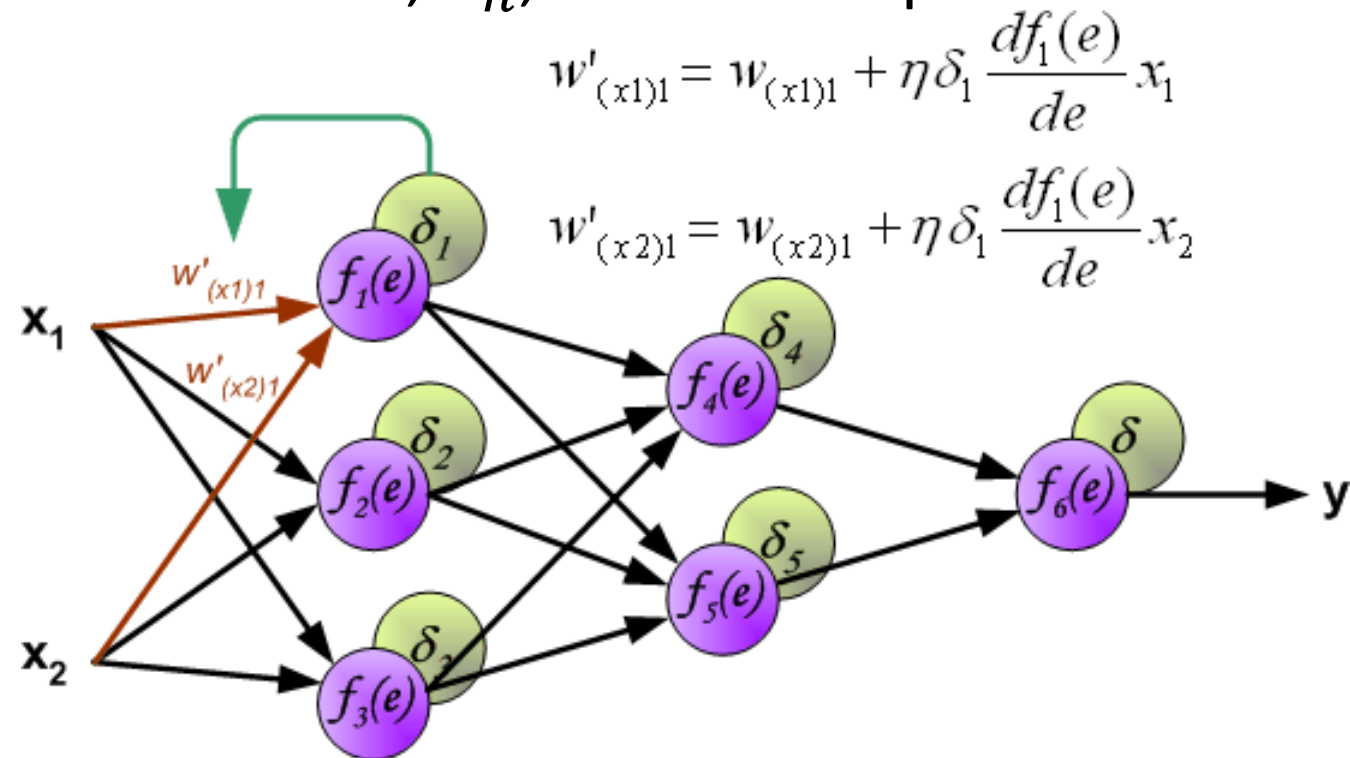 w'(x1)1 = w(x1)1 + ηδ1 df1(e)/de x1
w'(x2)1 = w(x2)1 + ηδ1 df1(e)/de x2
δ1
f1(e)
w'(x1)1
x1
w'(x2)1
δ4
f4(e)
δ2
f2(e)
δ
f6(e)
y
δ5
f5(e)
x2
δ3
f3(e)